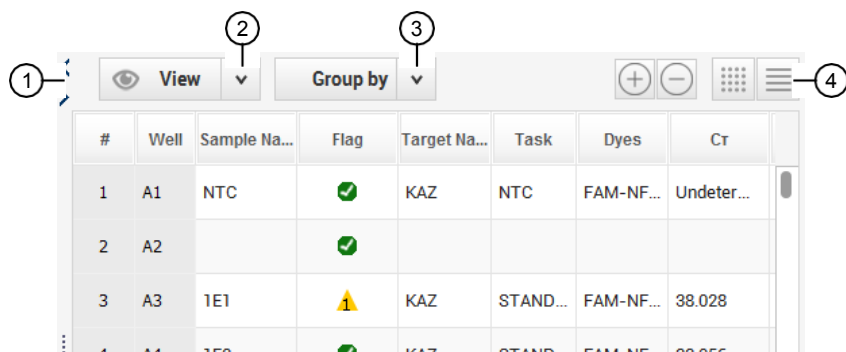 2 3
1 View Group by 4
# Well Sample Na... Flag Target Na... Task Dyes Cт
1 A1 NTC KAZ NTC FAM-NF... Undeter...
2 A2
3 A3 1E1 1 KAZ STAND... FAM-NF... 38.028